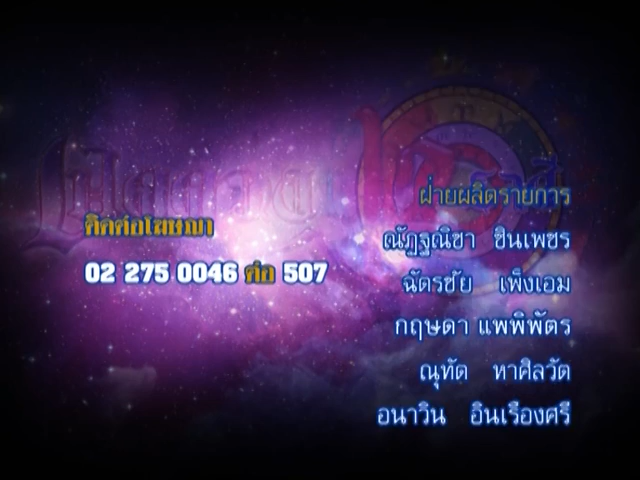 ติดต่อโฆษณา
02 275 0046 ต่อ 507
ฝ่ายผลิตรายการ
ณัฏฐณิชา ชินเพชร
ฉัตรชัย เพ็งเอม
กฤษดา แพพิพัตร
ณุทัด หาศิลวัต
อนาวิน อินเรืองศรี